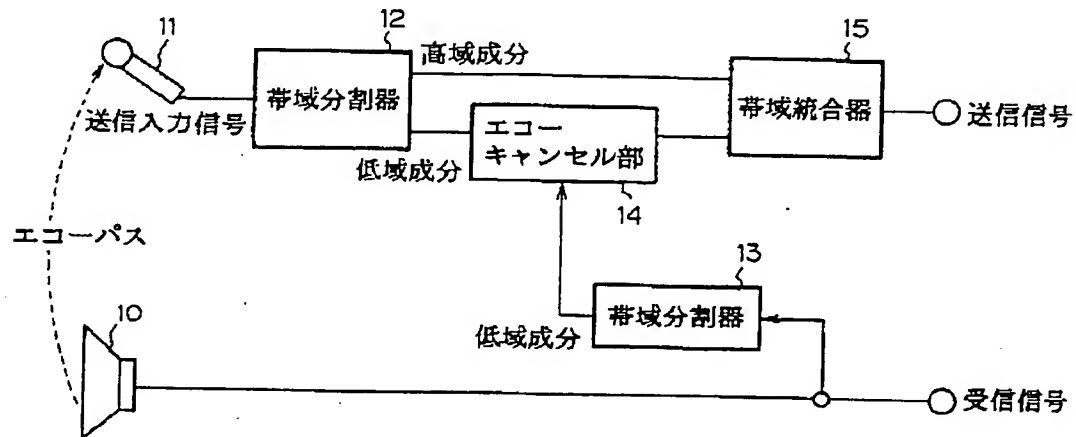 11
送信入力信号
12
帯域分割器
高域成分
低域成分
エコー
キャンセル部
14
15
帯域統合器
送信信号
エコーパス
13
帯域分割器
低域成分
10
受信信号